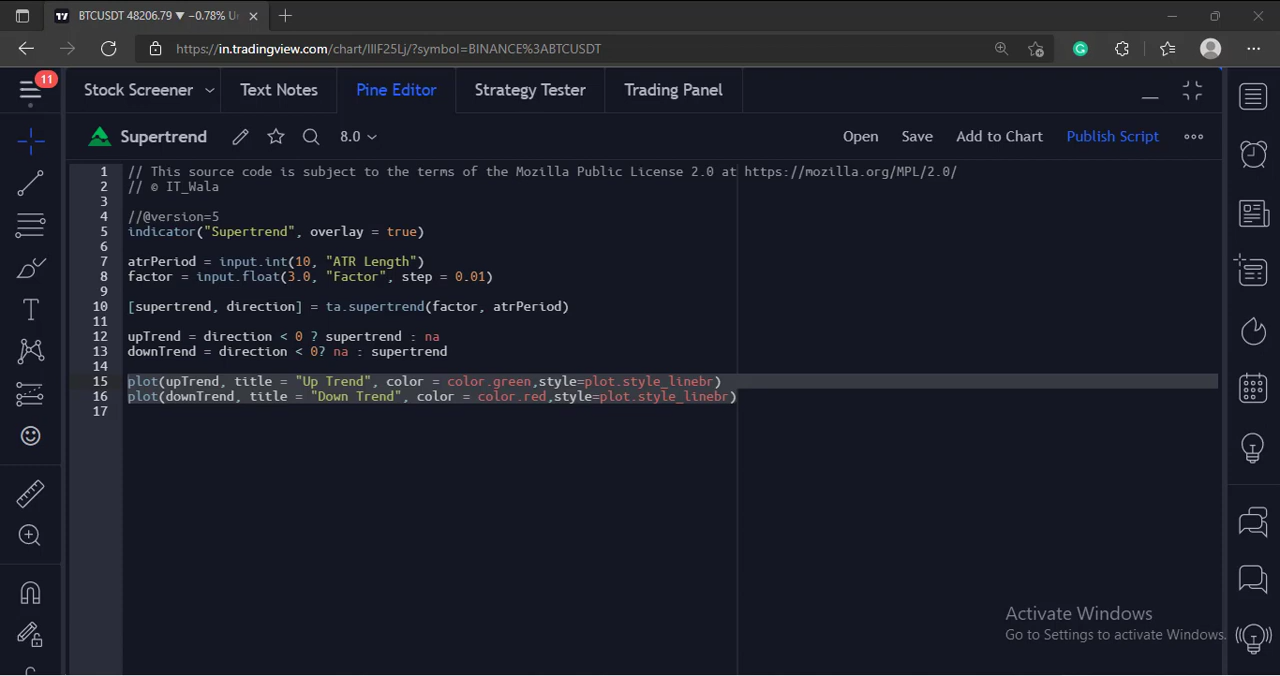 BTCUSDT 48206.79 ▼ −0.78%
https://in.tradingview.com/chart/IIIF25Lj/?symbol=BINANCE%3ABTCUSDT
11
Stock Screener Text Notes Pine Editor Strategy Tester Trading Panel
Supertrend 8.0 Open Save Add to Chart Publish Script
1 // This source code is subject to the terms of the Mozilla Public License 2.0 at https://mozilla.org/MPL/2.0/
2 // © IT_Wala
3
4 //@version=5
5 indicator("Supertrend", overlay = true)
6
7 atrPeriod = input.int(10, "ATR Length")
8 factor = input.float(3.0, "Factor", step = 0.01)
9
10 [supertrend, direction] = ta.supertrend(factor, atrPeriod)
11
12 upTrend = direction < 0 ? supertrend : na
13 downTrend = direction < 0? na : supertrend
14
15 plot(upTrend, title = "Up Trend", color = color.green,style=plot.style_linebr)
16 plot(downTrend, title = "Down Trend", color = color.red,style=plot.style_linebr)
17
Activate Windows
Go to Settings to activate Windows.